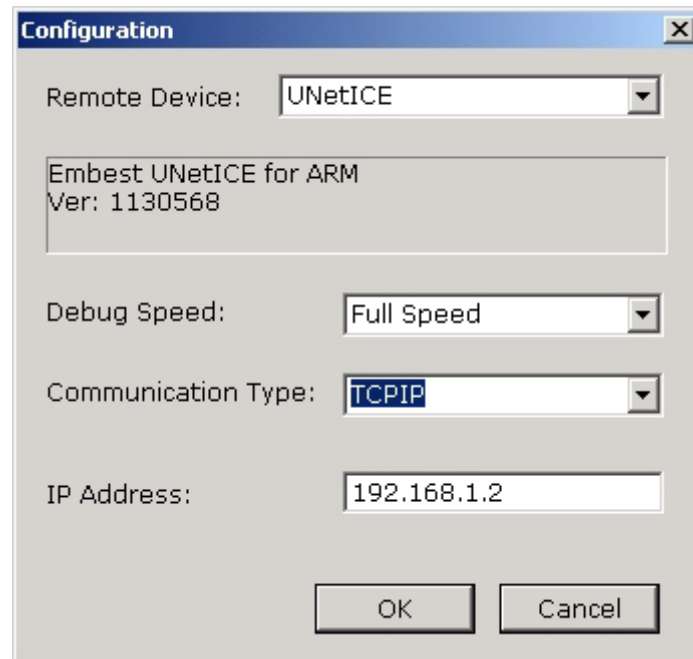 Configuration
Remote Device: UNetICE
Embest UNetICE for ARM
Ver: 1130568
Debug Speed: Full Speed
Communication Type: TCPIP
IP Address: 192.168.1.2
OK Cancel